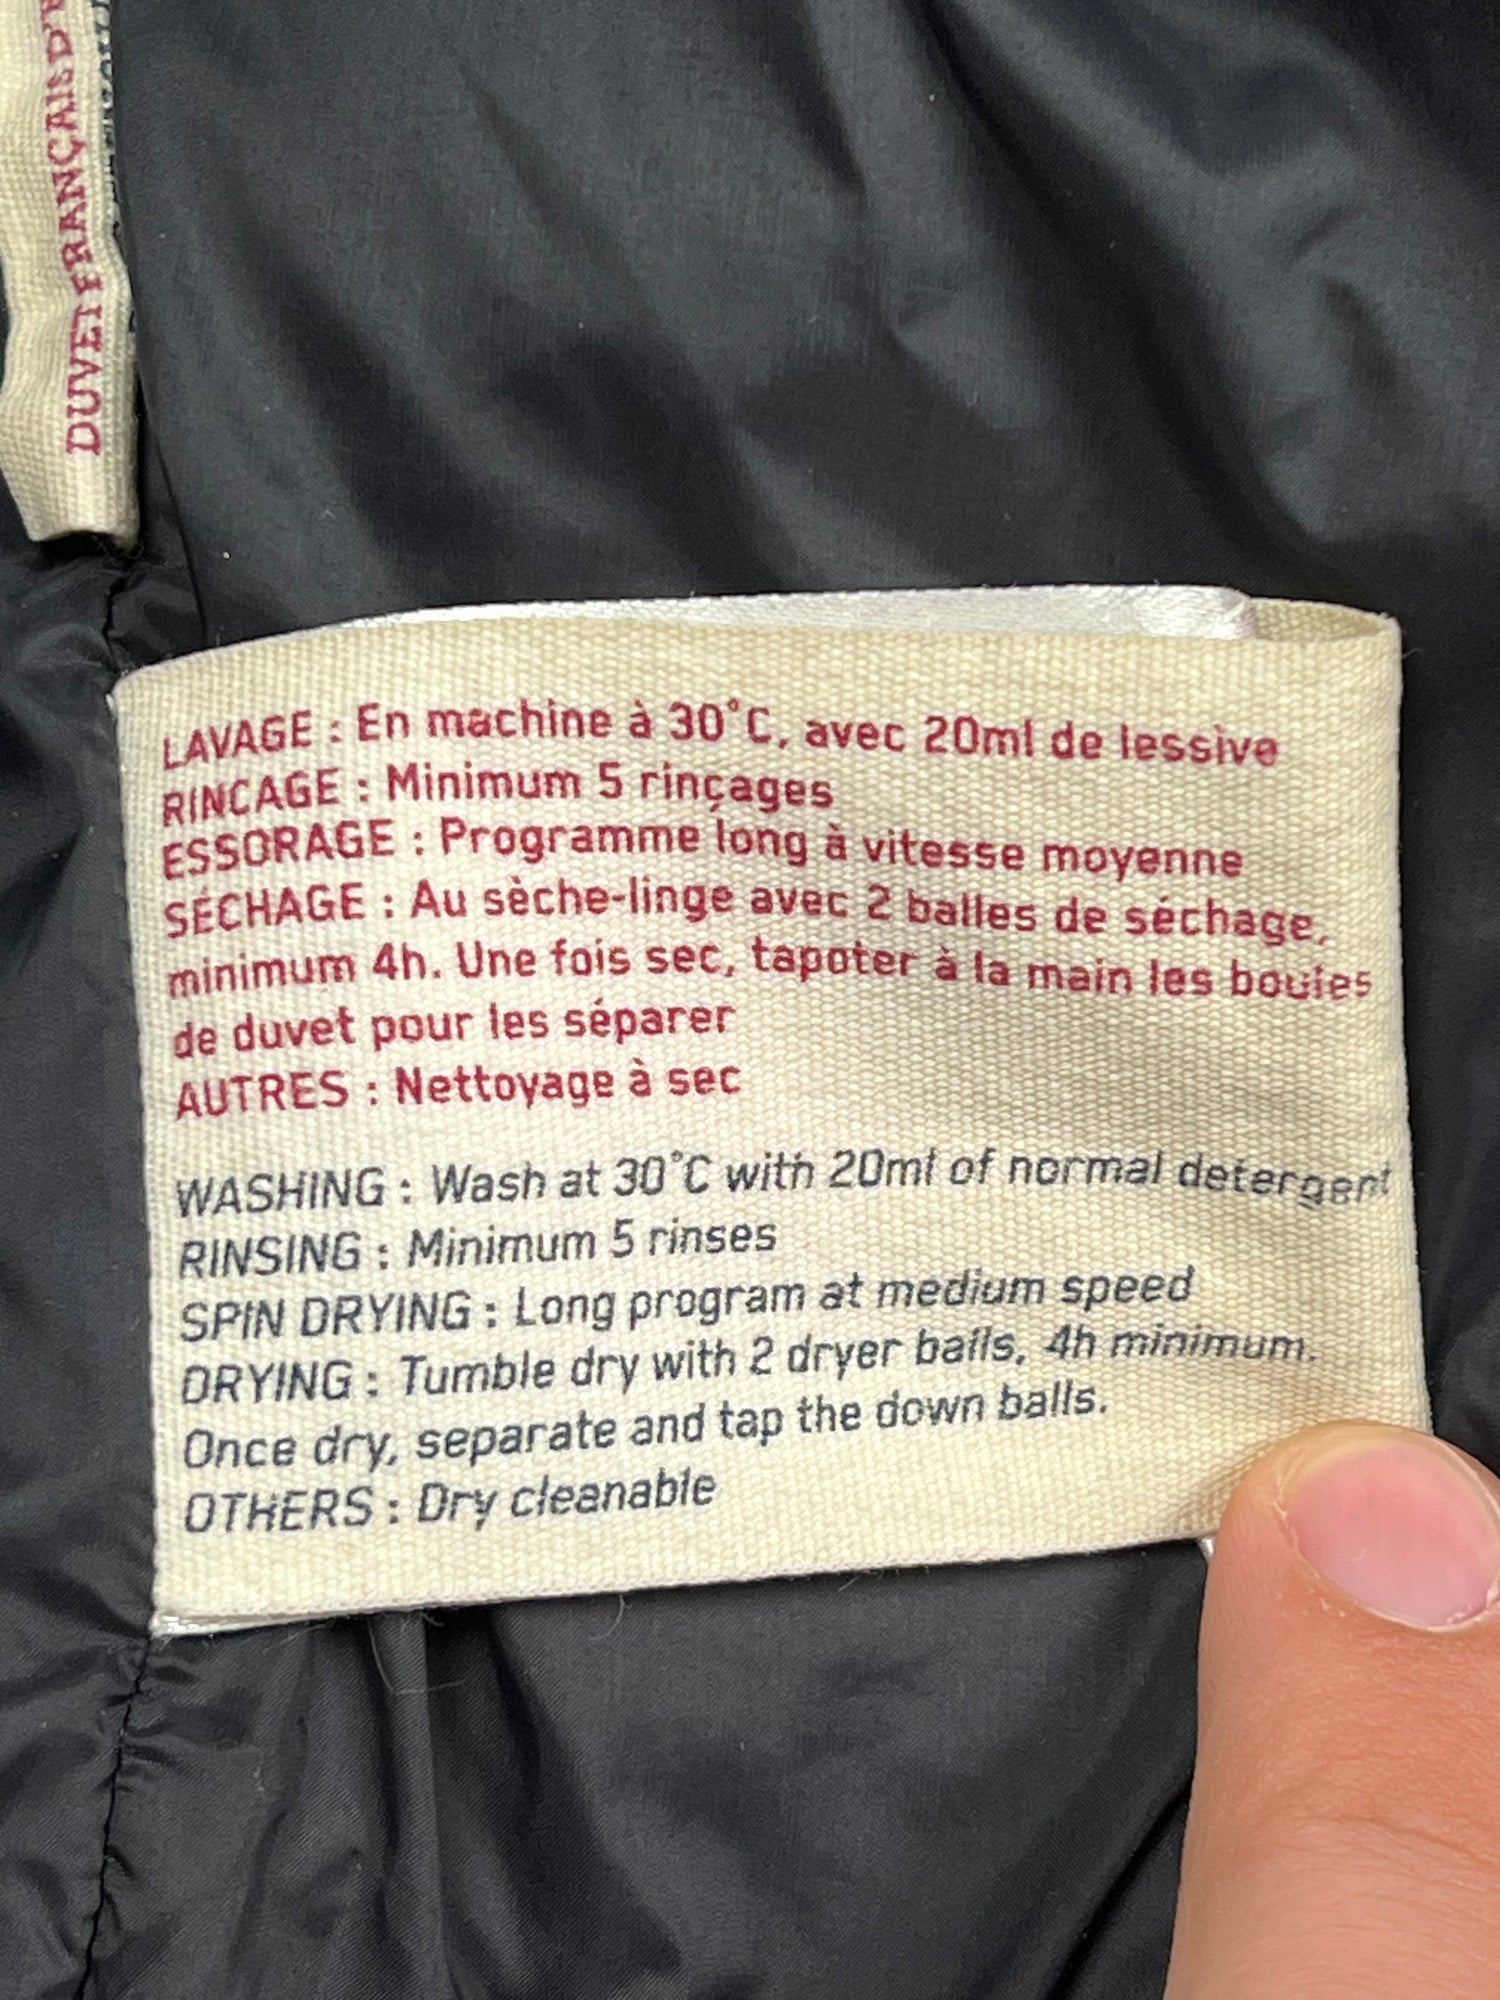 DUVET FRANÇAIS D'
LAVAGE : En machine à 30°C, avec 20ml de lessive
RINCAGE : Minimum 5 rinçages
ESSORAGE : Programme long à vitesse moyenne
SÉCHAGE : Au sèche-linge avec 2 balles de séchage,
minimum 4h. Une fois sec, tapoter à la main les boules
de duvet pour les séparer
AUTRES : Nettoyage à sec
WASHING : Wash at 30°C with 20ml of normal detergent
RINSING : Minimum 5 rinses
SPIN DRYING : Long program at medium speed
DRYING : Tumble dry with 2 dryer balls, 4h minimum.
Once dry, separate and tap the down balls.
OTHERS : Dry cleanable